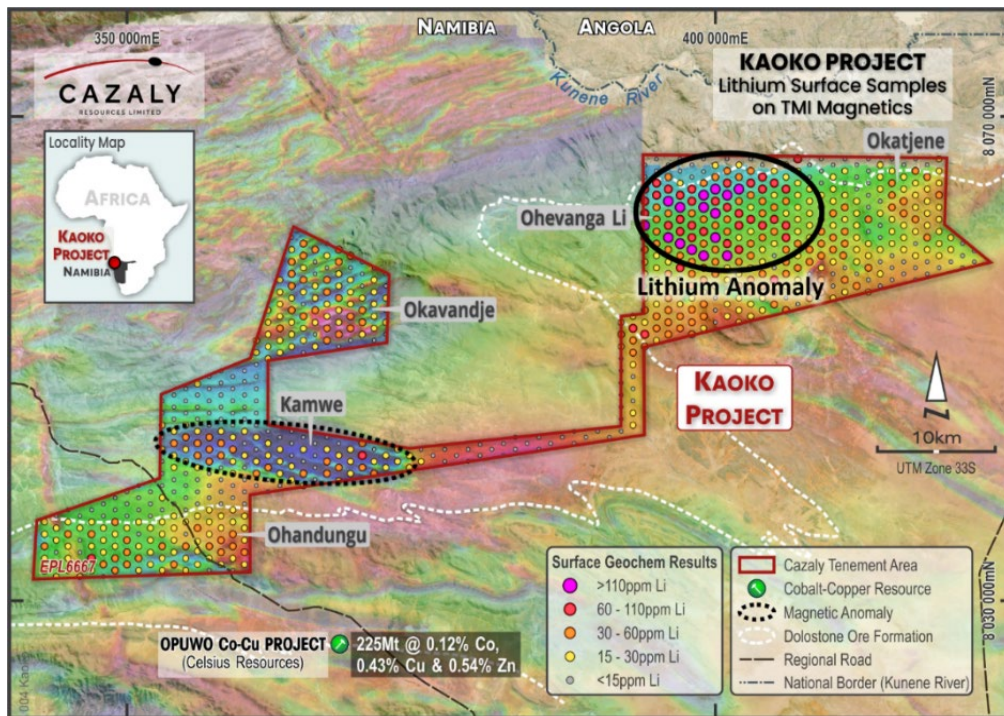 350 000mE
NAMIBIA
ANGOLA
400 000mE
CAZALY
RESOURCES LIMITED
Kunene River
KAOKO PROJECT
Lithium Surface Samples
on TMI Magnetics
8 070 000mN
Locality Map
AFRICA
KAOKO
PROJECT
NAMIBIA
Okatjene
Ohevanga Li
Lithium Anomaly
Okavandje
KAOKO
PROJECT
Kamwe
N
10km
UTM Zone 33S
Ohandungu
EPL6667
Surface Geochem Results
>110ppm Li
60 - 110ppm Li
30 - 60ppm Li
15 - 30ppm Li
<15ppm Li
Cazaly Tenement Area
Cobalt-Copper Resource
Magnetic Anomaly
Dolostone Ore Formation
Regional Road
National Border (Kunene River)
8 030 000mN
OPUWO Co-Cu PROJECT
(Celsius Resources)
225Mt @ 0.12% Co,
0.43% Cu & 0.54% Zn